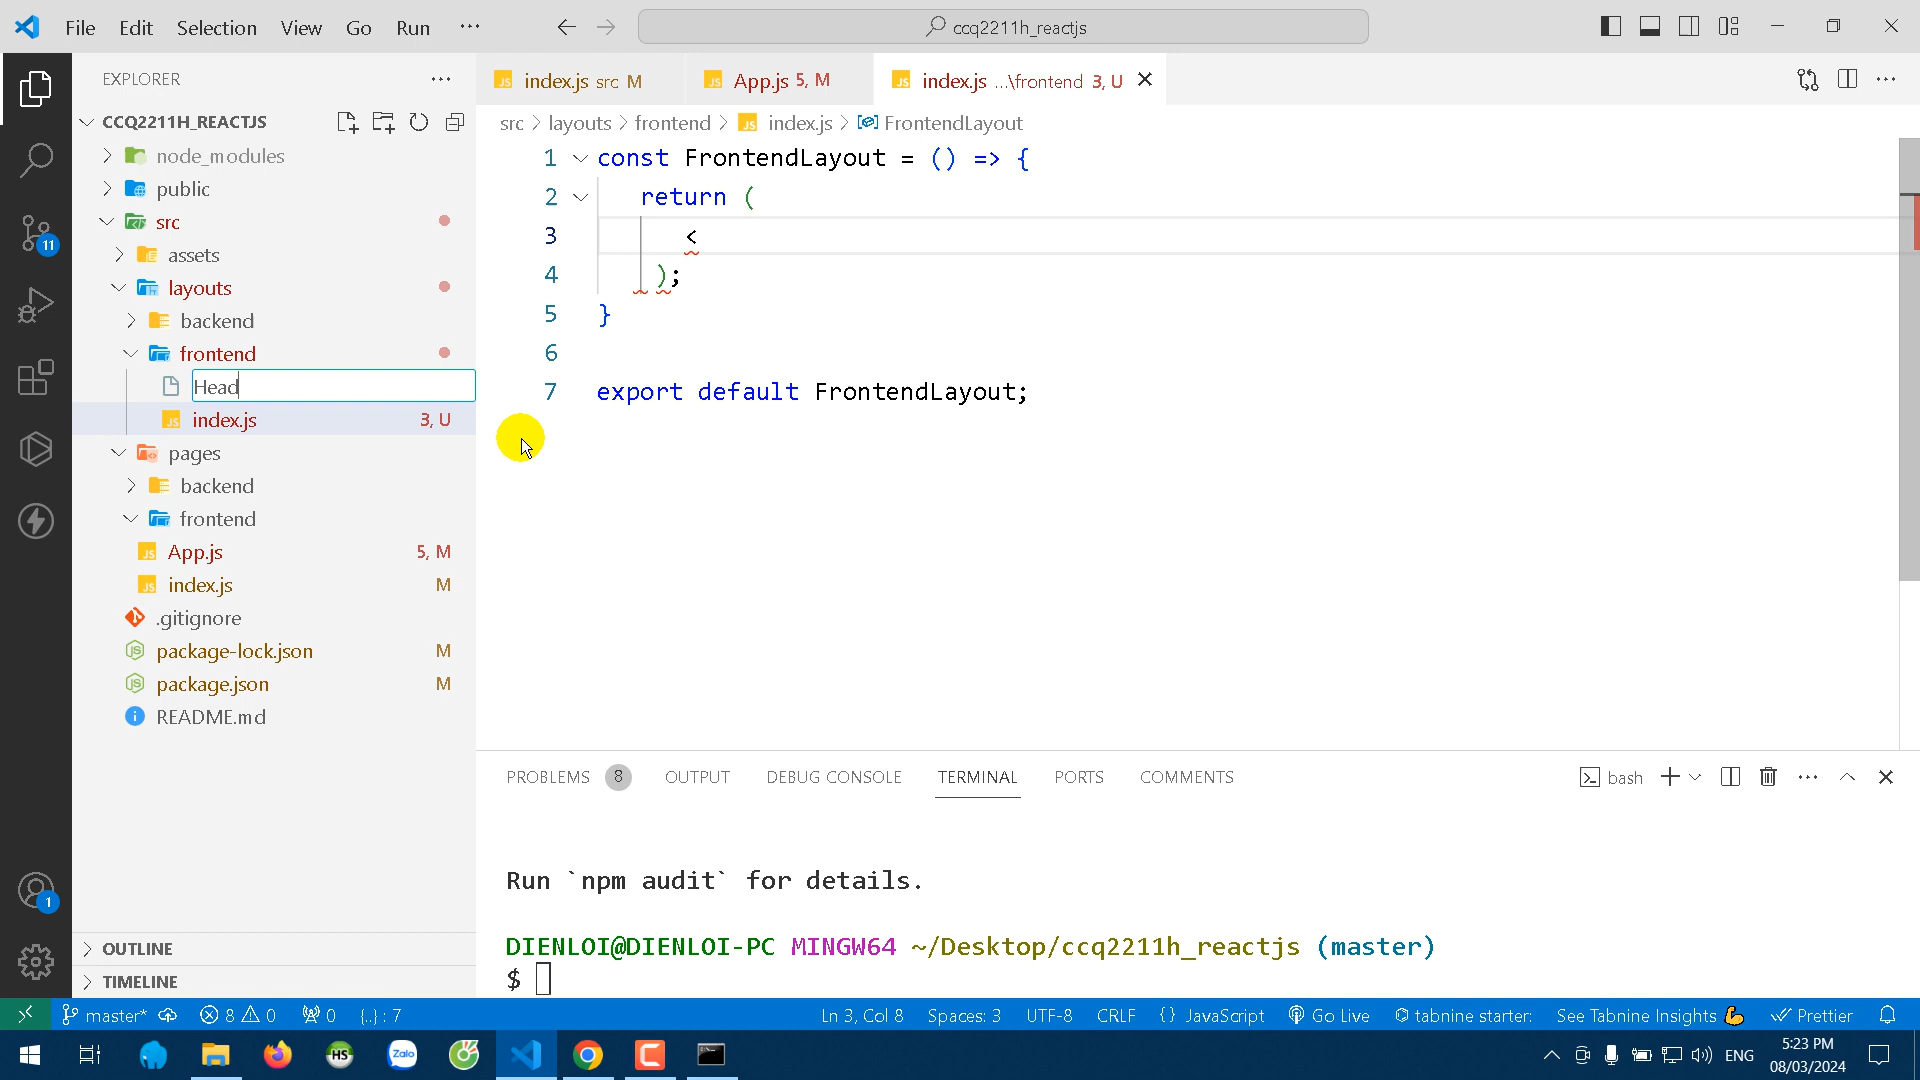 File Edit Selection View Go Run ··· ccq2211h_reactjs
EXPLORER
CCQ2211H_REACTJS
node_modules
public
src
assets
layouts
backend
frontend
Head
index.js 3, U
pages
backend
frontend
App.js 5, M
index.js M
.gitignore
package-lock.json M
package.json M
README.md
OUTLINE
TIMELINE
index.js src M
App.js 5, M
index.js ...\frontend 3, U
src > layouts > frontend > index.js > FrontendLayout
1 const FrontendLayout = () => {
2 return (
3 <
4 );
5 }
6
7 export default FrontendLayout;
PROBLEMS 8 OUTPUT DEBUG CONSOLE TERMINAL PORTS COMMENTS
bash
Run `npm audit` for details.
DIENLOI@DIENLOI-PC MINGW64 ~/Desktop/ccq2211h_reactjs (master)
$
11
1
master* 8 0 0 {..} : 7 Ln 3, Col 8 Spaces: 3 UTF-8 CRLF {} JavaScript Go Live tabnine starter: See Tabnine Insights Prettier
HS Zalo ENG
5:23 PM
08/03/2024